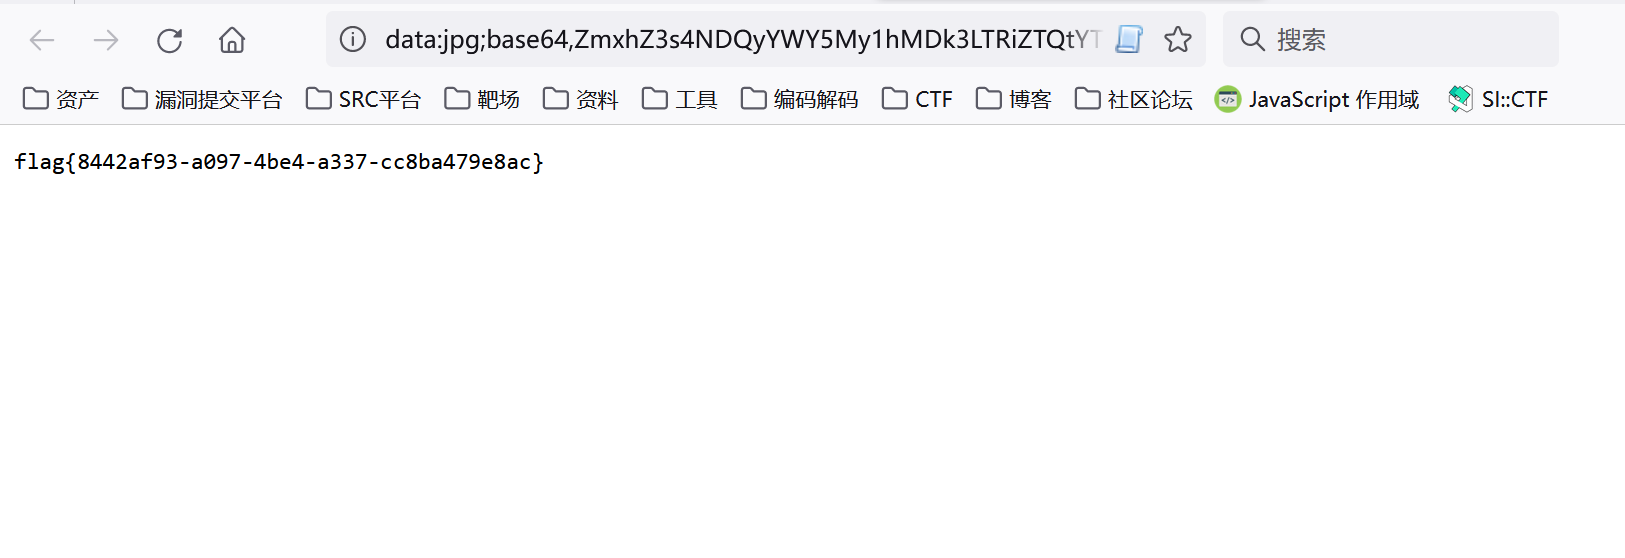 data:jpg;base64,ZmxhZ3s4NDQyYWY5My1hMDk3LTRiZTQtYT
搜索
资产 漏洞提交平台 SRC平台 靶场 资料 工具 编码解码 CTF 博客 社区论坛 JavaScript 作用域 SI::CTF
flag{8442af93-a097-4be4-a337-cc8ba479e8ac}